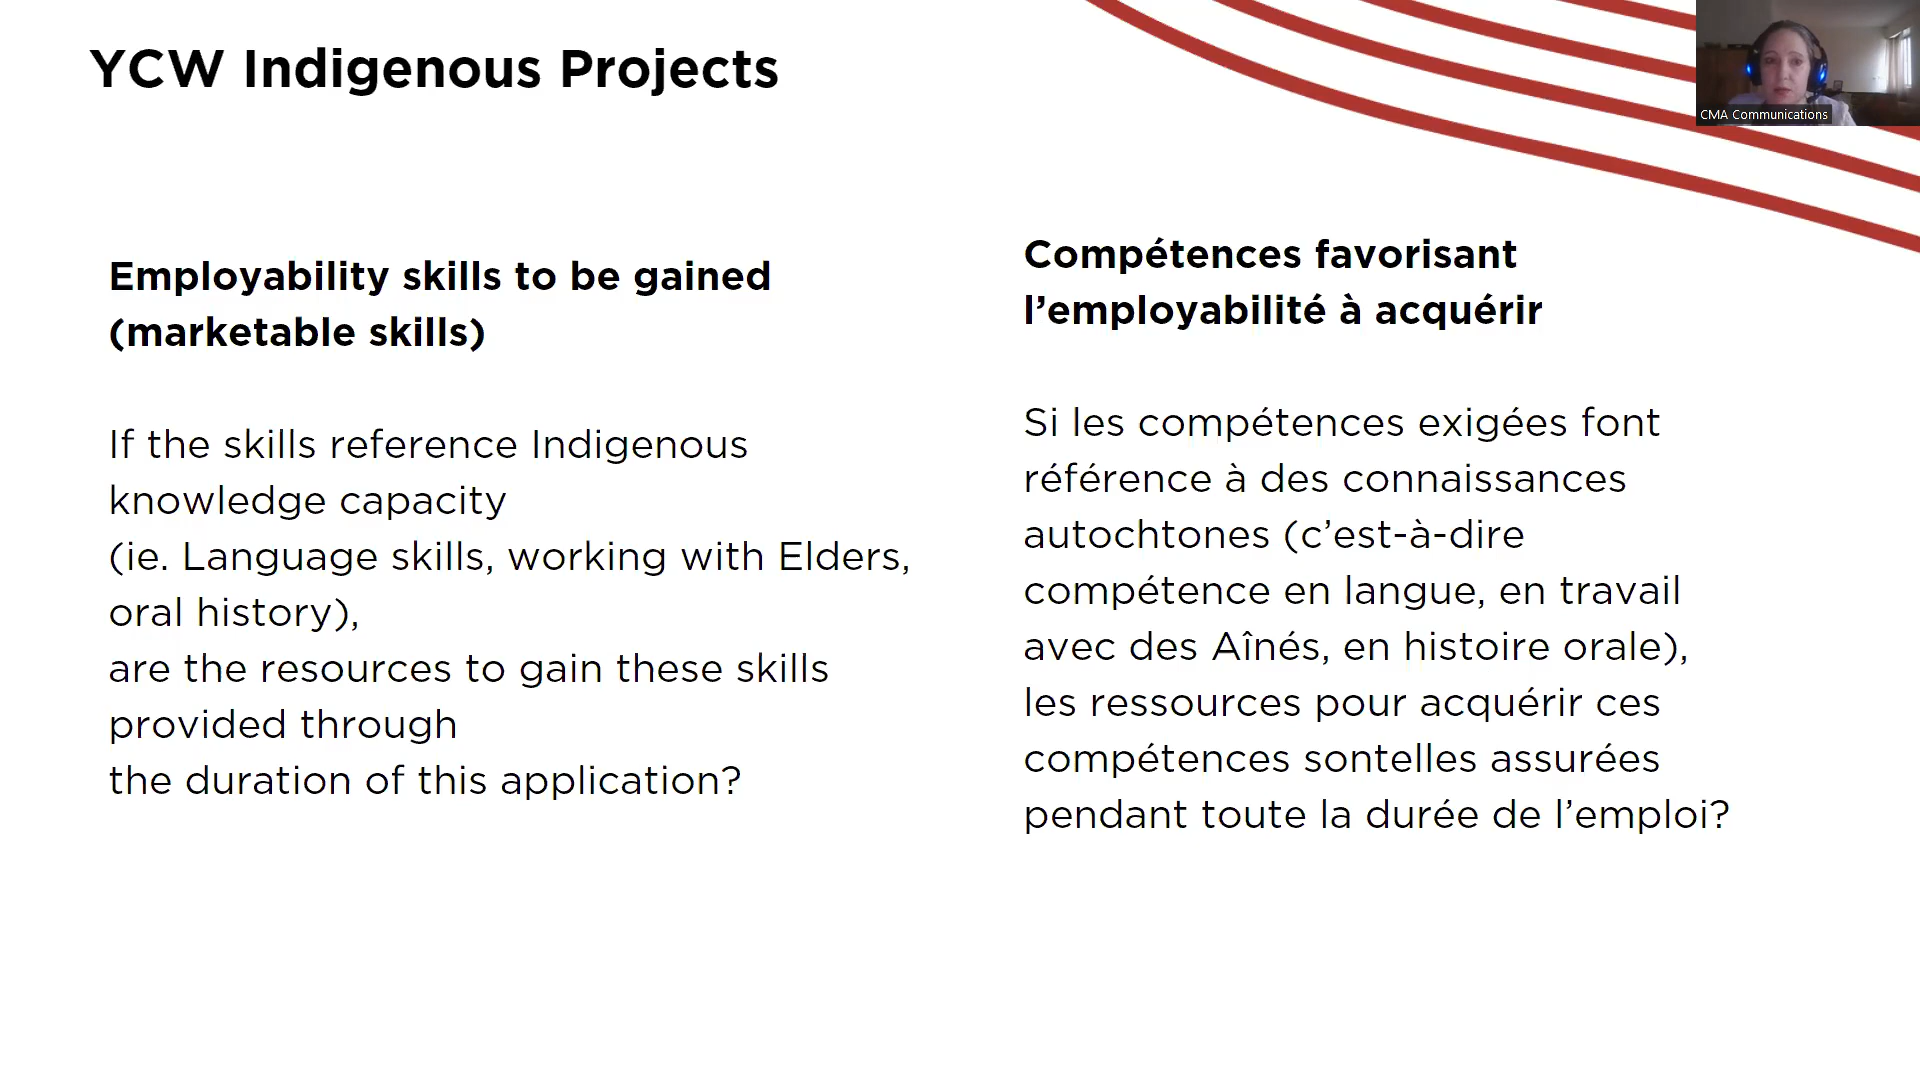 YCW Indigenous Projects
CMA Communications
Employability skills to be gained
(marketable skills)
If the skills reference Indigenous
knowledge capacity
(ie. Language skills, working with Elders,
oral history),
are the resources to gain these skills
provided through
the duration of this application?
Compétences favorisant
l’employabilité à acquérir
Si les compétences exigées font
référence à des connaissances
autochtones (c’est-à-dire
compétence en langue, en travail
avec des Aînés, en histoire orale),
les ressources pour acquérir ces
compétences sontelles assurées
pendant toute la durée de l’emploi?